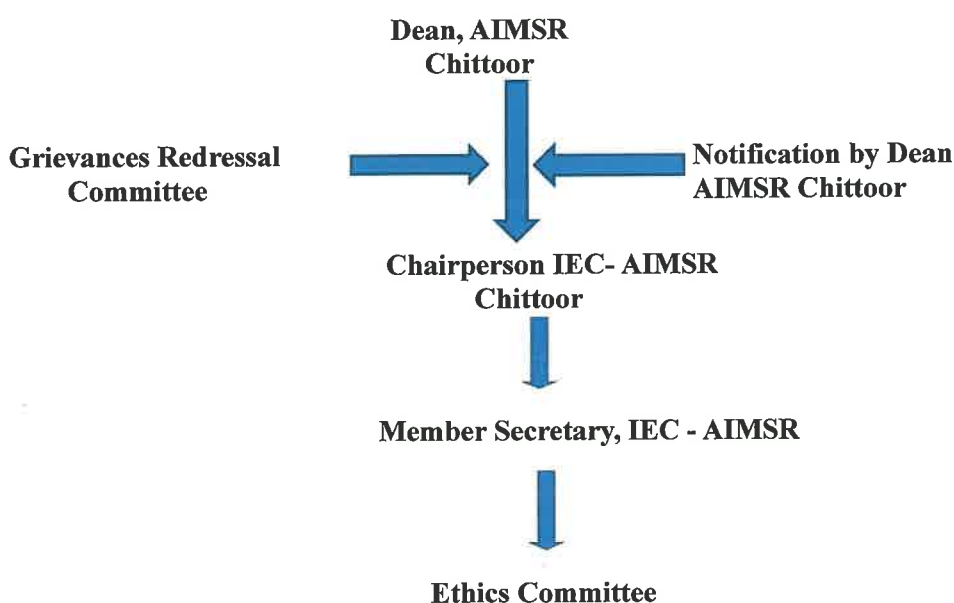 Dean, AIMSR
Chittoor
Grievances Redressal
Committee
Notification by Dean
AIMSR Chittoor
Chairperson IEC- AIMSR
Chittoor
Member Secretary, IEC - AIMSR
Ethics Committee